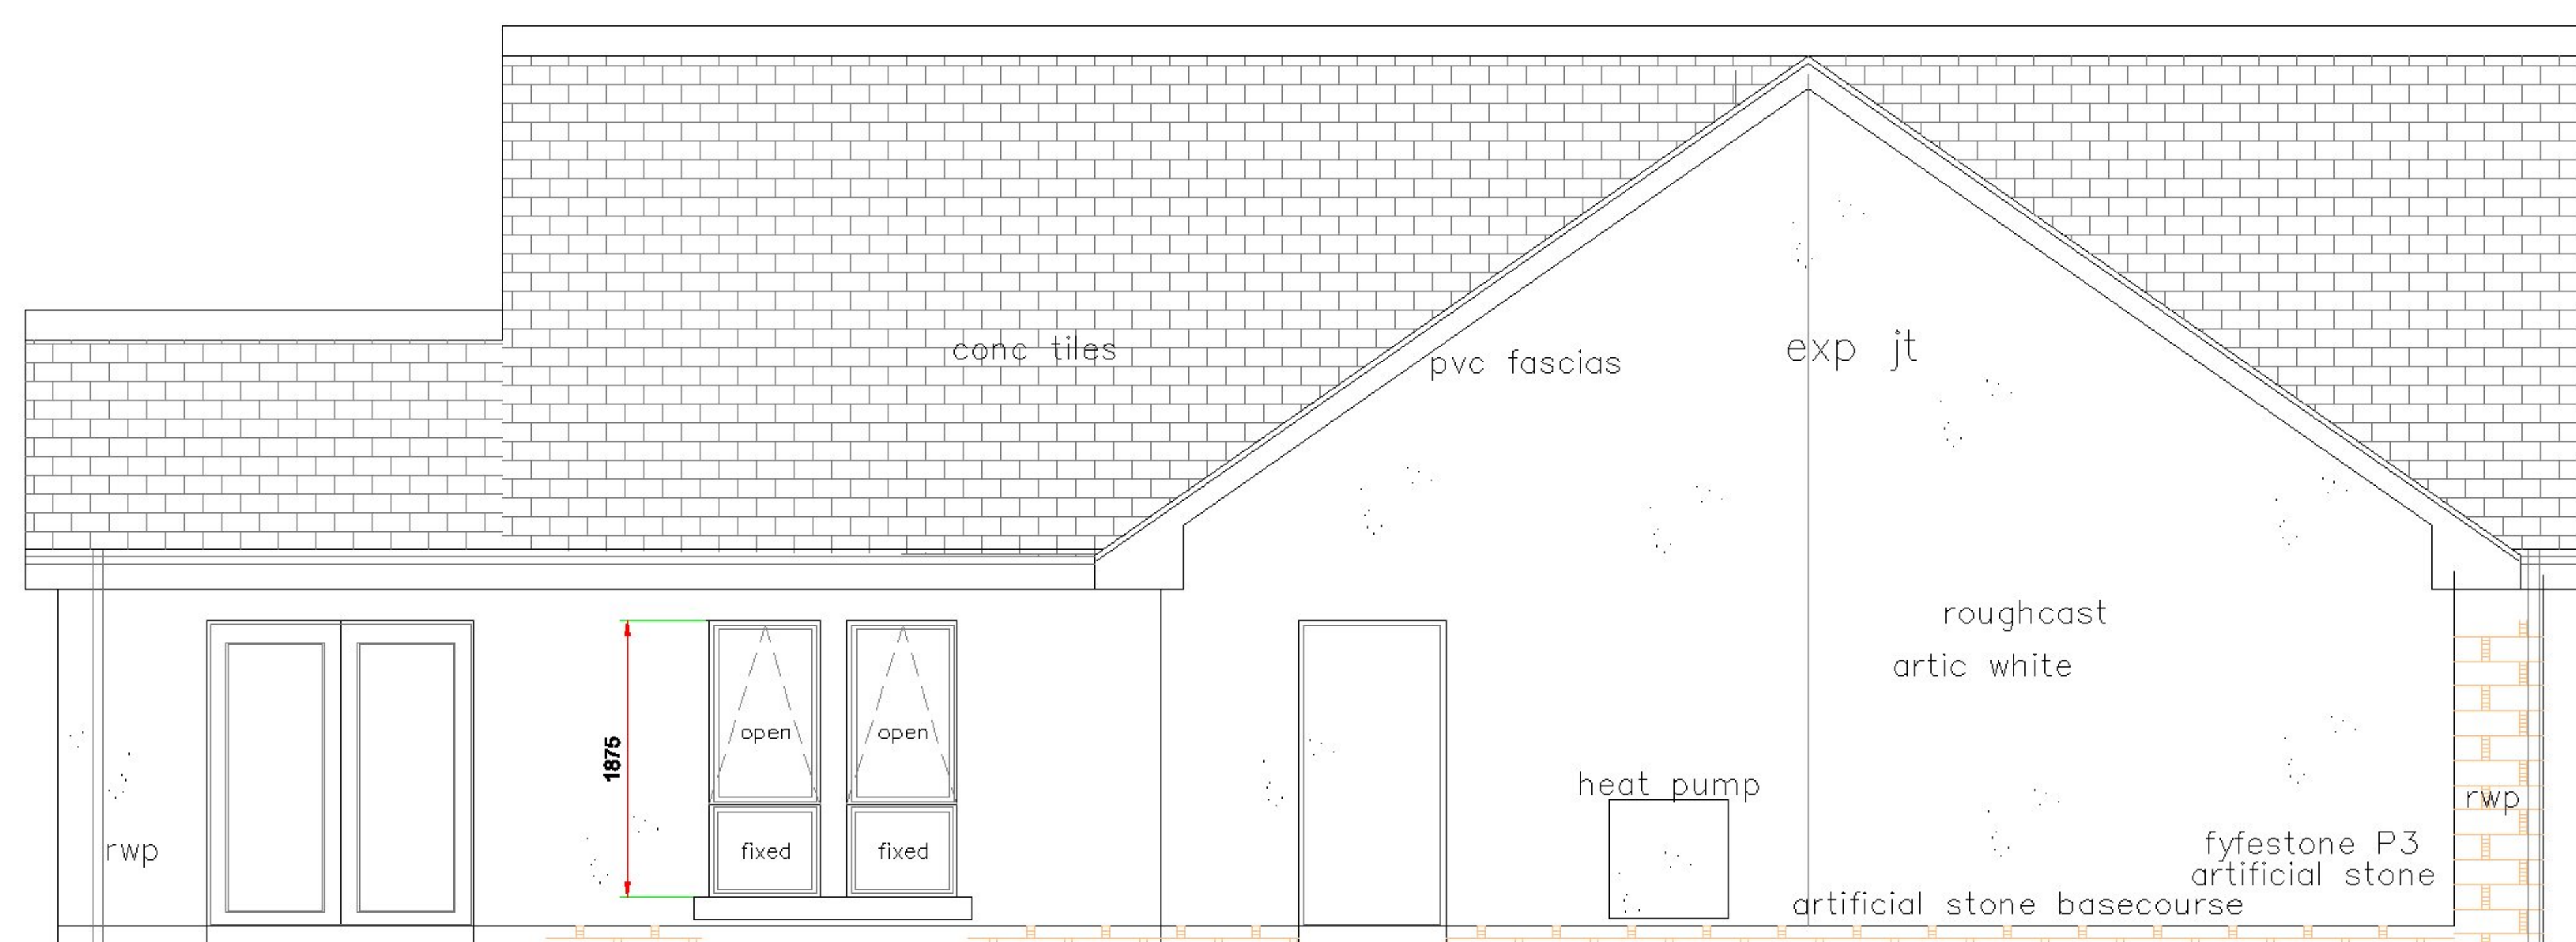 conc tiles
pvc fascias
exp jt
roughcast
artic white
1875
open
open
heat pump
rwp
fixed
fixed
rwp
fyfestone P3
artificial stone
artificial stone basecourse